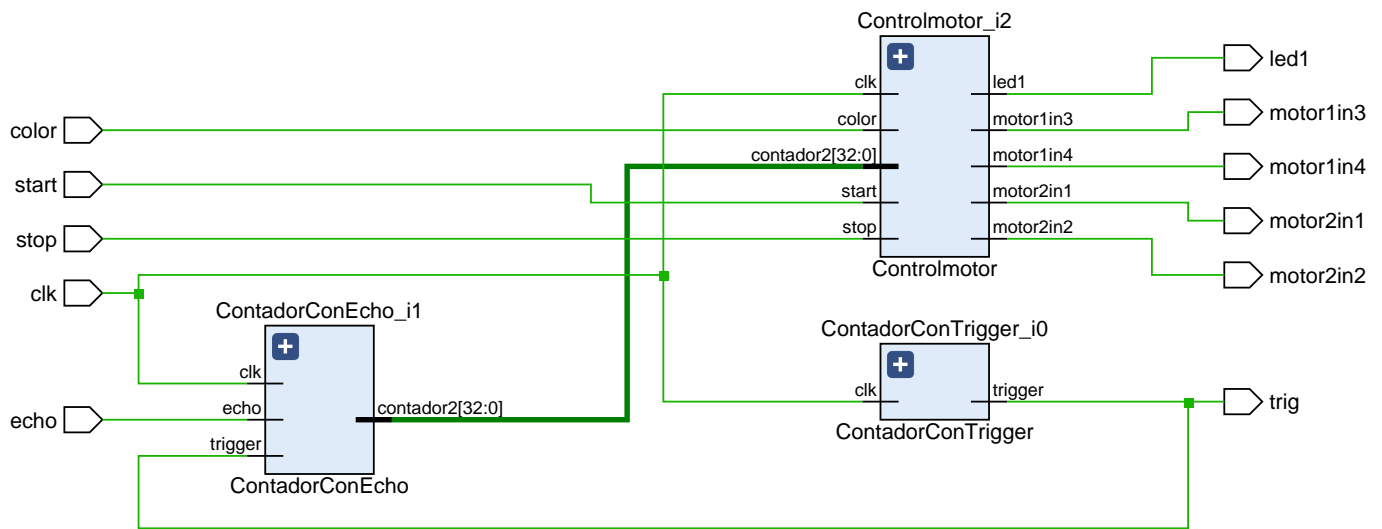 Controlmotor_i2
clk
color
contador2[32:0]
start
stop
led1
motor1in3
motor1in4
motor2in1
motor2in2
Controlmotor
color
start
stop
clk
echo
led1
motor1in3
motor1in4
motor2in1
motor2in2
ContadorConEcho_i1
clk
echo
trigger
contador2[32:0]
ContadorConEcho
ContadorConTrigger_i0
clk
trigger
ContadorConTrigger
trig